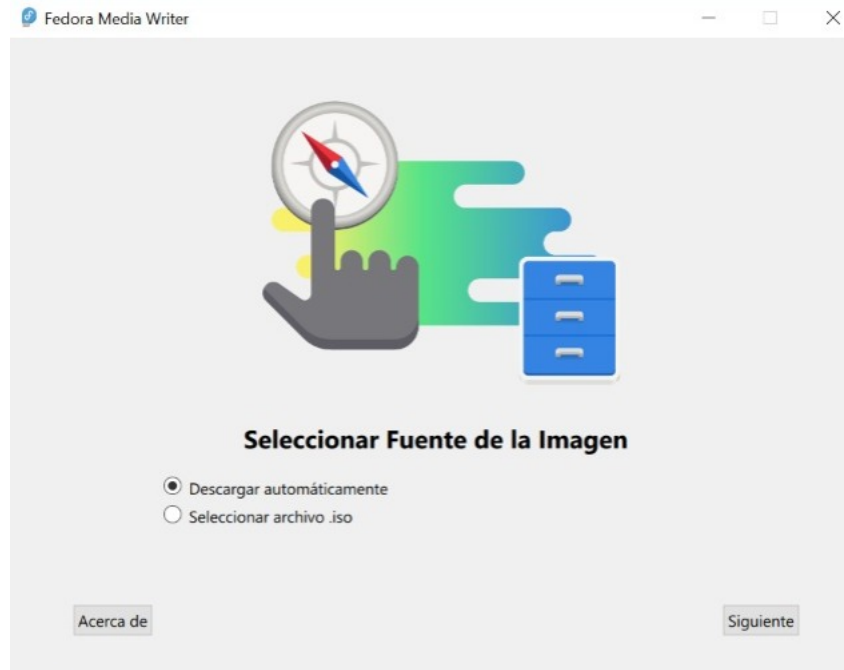 Fedora Media Writer
Seleccionar Fuente de la Imagen
Descargar automáticamente
Seleccionar archivo .iso
Acerca de
Siguiente